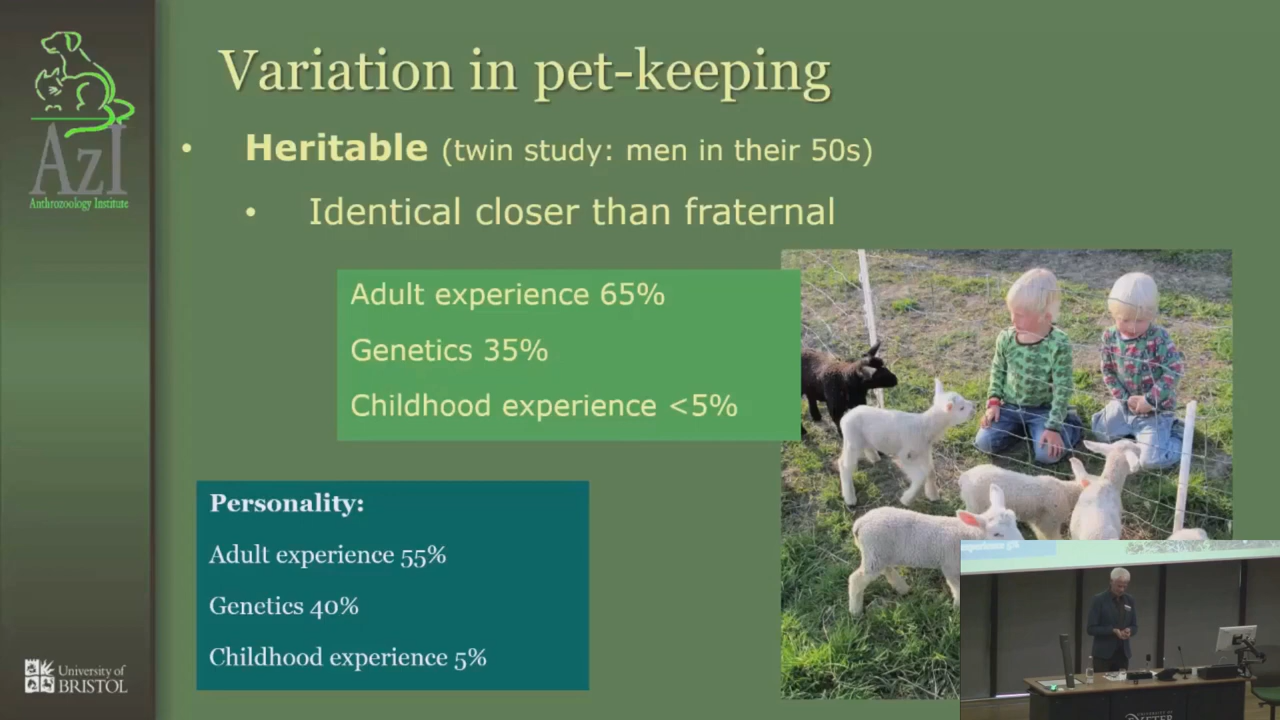 Variation in pet-keeping
• Heritable (twin study: men in their 50s)
• Identical closer than fraternal
Adult experience 65%
Genetics 35%
Childhood experience <5%
Personality:
Adult experience 55%
Genetics 40%
Childhood experience 5%
AzI
Anthrozoology Institute
University of
BRISTOL